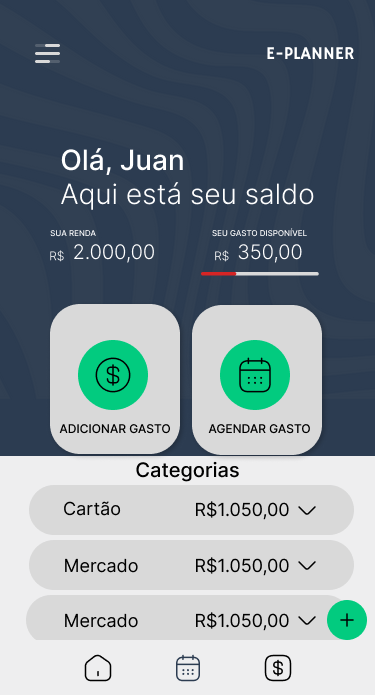 E-PLANNER
Olá, Juan
Aqui está seu saldo
SUA RENDA
R$ 2.000,00
SEU GASTO DISPONÍVEL
R$ 350,00
ADICIONAR GASTO
AGENDAR GASTO
Categorias
Cartão R$1.050,00
Mercado R$1.050,00
Mercado R$1.050,00